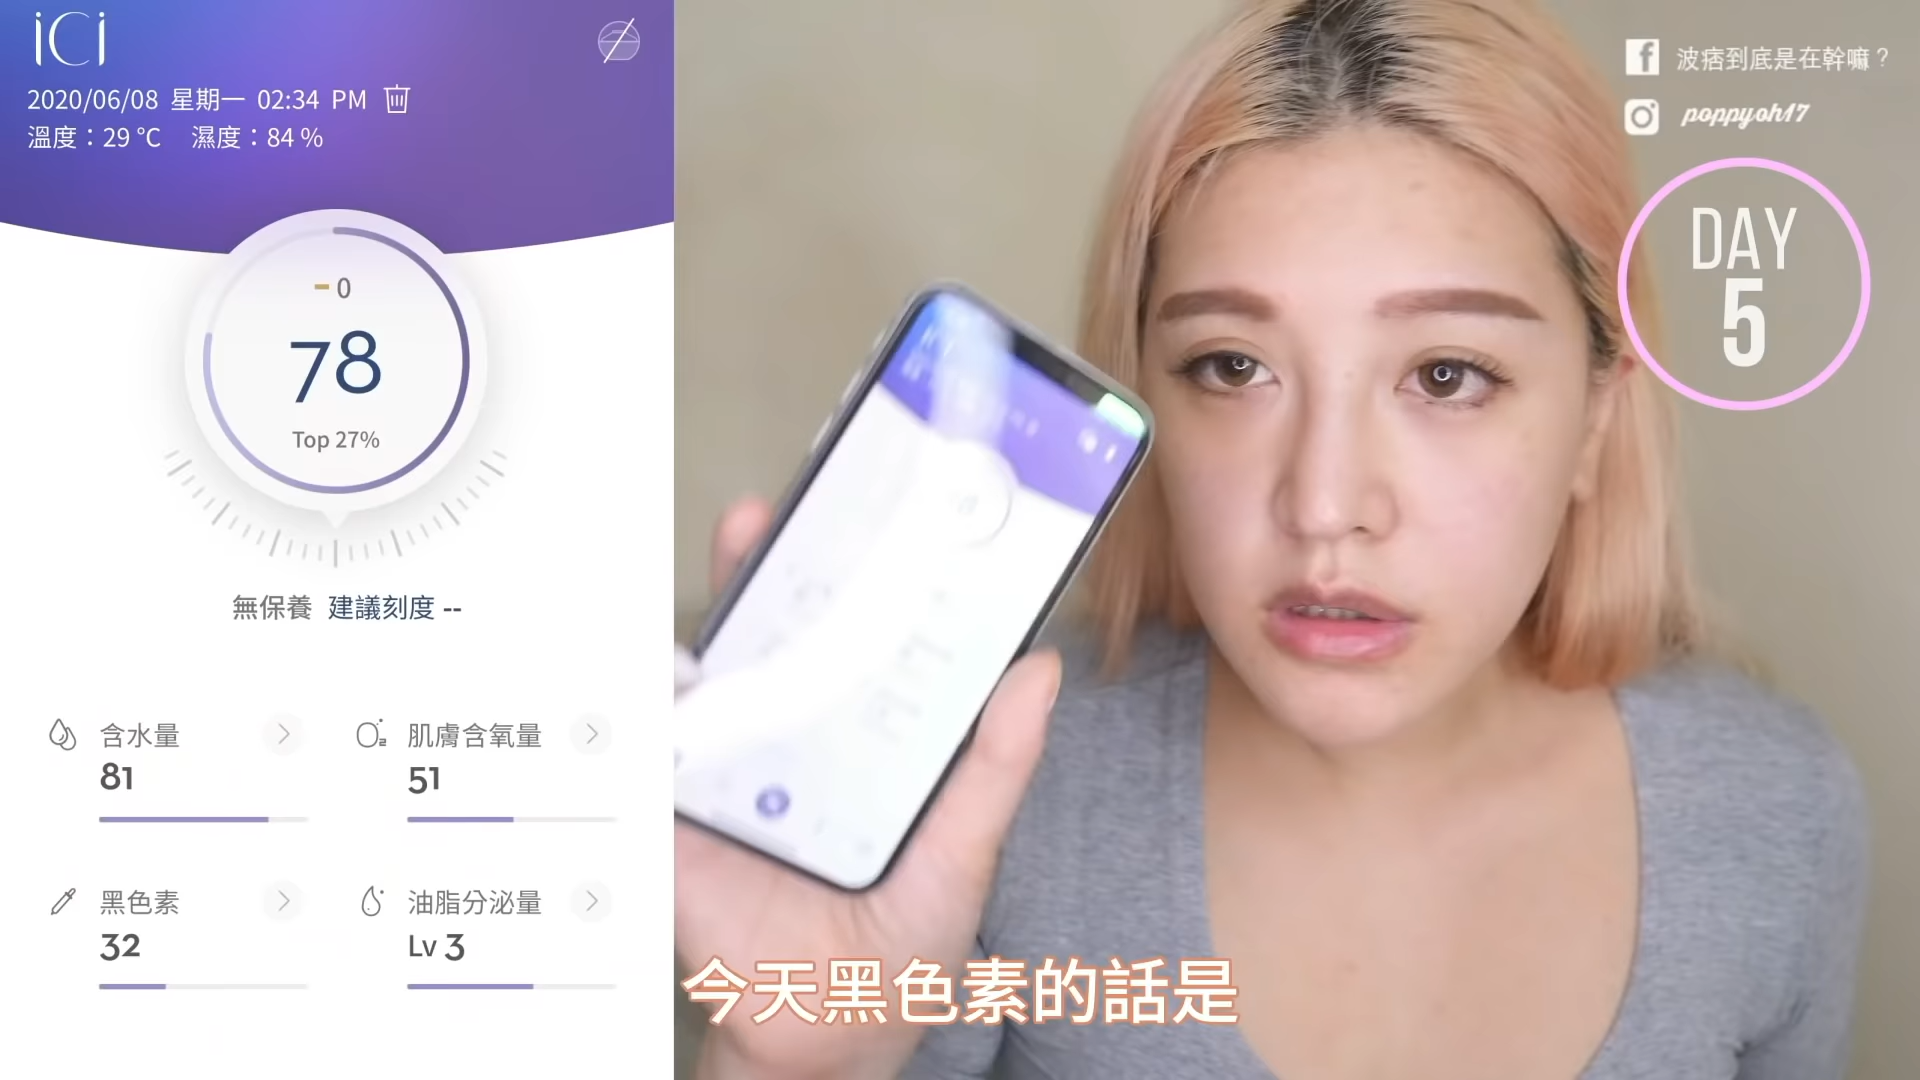 iCi
2020/06/08 星期一 02:34 PM
溫度：29 °C 濕度：84 %
- 0
78
Top 27%
無保養 建議刻度 --
含水量
81
肌膚含氧量
51
黑色素
32
油脂分泌量
Lv 3
波痞到底是在幹嘛？
poppyoh17
DAY
5
今天黑色素的話是